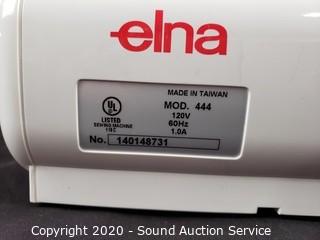 elna
MADE IN TAIWAN
MOD. 444
120V
60Hz
1.0A
UL
LISTED
SEWING MACHINE
No. 140148731
Copyright © 2020 - Sound Auction Service